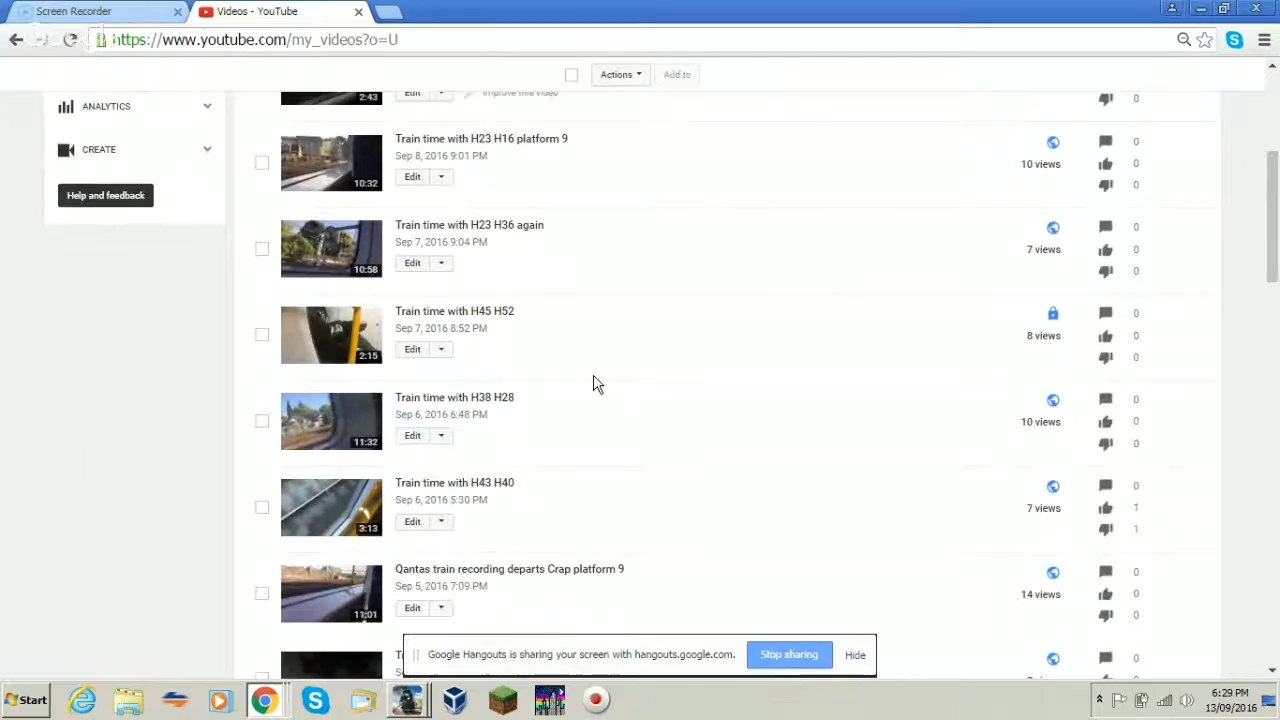 Screen Recorder
Videos - YouTube
https://www.youtube.com/my_videos?o=U
Actions
Add to
ANALYTICS
CREATE
Help and feedback
2:43
Edit
Improve this video
0
Train time with H23 H16 platform 9
Sep 8, 2016 9:01 PM
Edit
10:32
10 views
0
0
0
Train time with H23 H36 again
Sep 7, 2016 9:04 PM
Edit
10:58
7 views
0
0
0
Train time with H45 H52
Sep 7, 2016 8:52 PM
Edit
2:15
8 views
0
0
0
Train time with H38 H28
Sep 6, 2016 6:48 PM
Edit
11:32
10 views
0
0
0
Train time with H43 H40
Sep 6, 2016 5:30 PM
Edit
3:13
7 views
0
1
1
Qantas train recording departs Crap platform 9
Sep 5, 2016 7:09 PM
Edit
11:01
14 views
0
0
0
0
Google Hangouts is sharing your screen with hangouts.google.com.
Stop sharing
Hide
Start
6:29 PM
13/09/2016